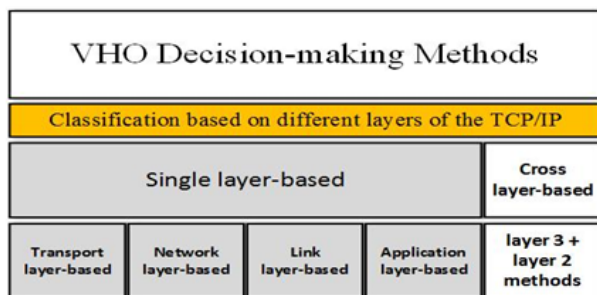 VHO Decision-making Methods
Classification based on different layers of the TCP/IP
Single layer-based
Cross
layer-based
Transport
layer-based
Network
layer-based
Link
layer-based
Application
layer-based
layer 3 +
layer 2
methods